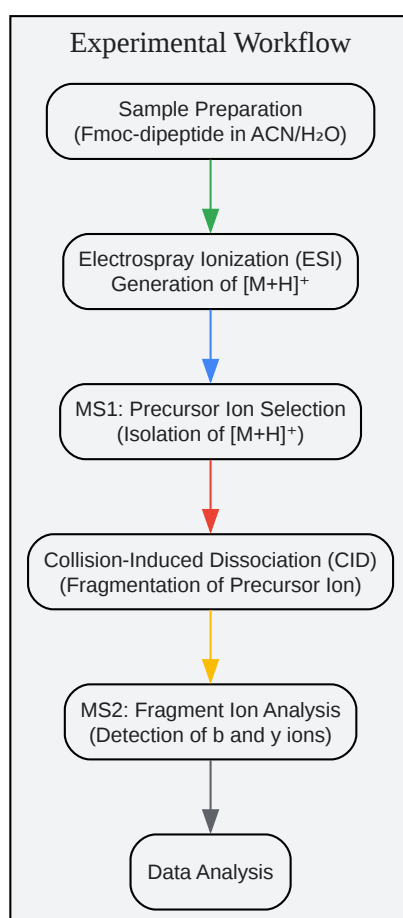 Experimental Workflow
Sample Preparation
(Fmoc-dipeptide in ACN/H₂O)
Electrospray Ionization (ESI)
Generation of [M+H]⁺
MS1: Precursor Ion Selection
(Isolation of [M+H]⁺)
Collision-Induced Dissociation (CID)
(Fragmentation of Precursor Ion)
MS2: Fragment Ion Analysis
(Detection of b and y ions)
Data Analysis